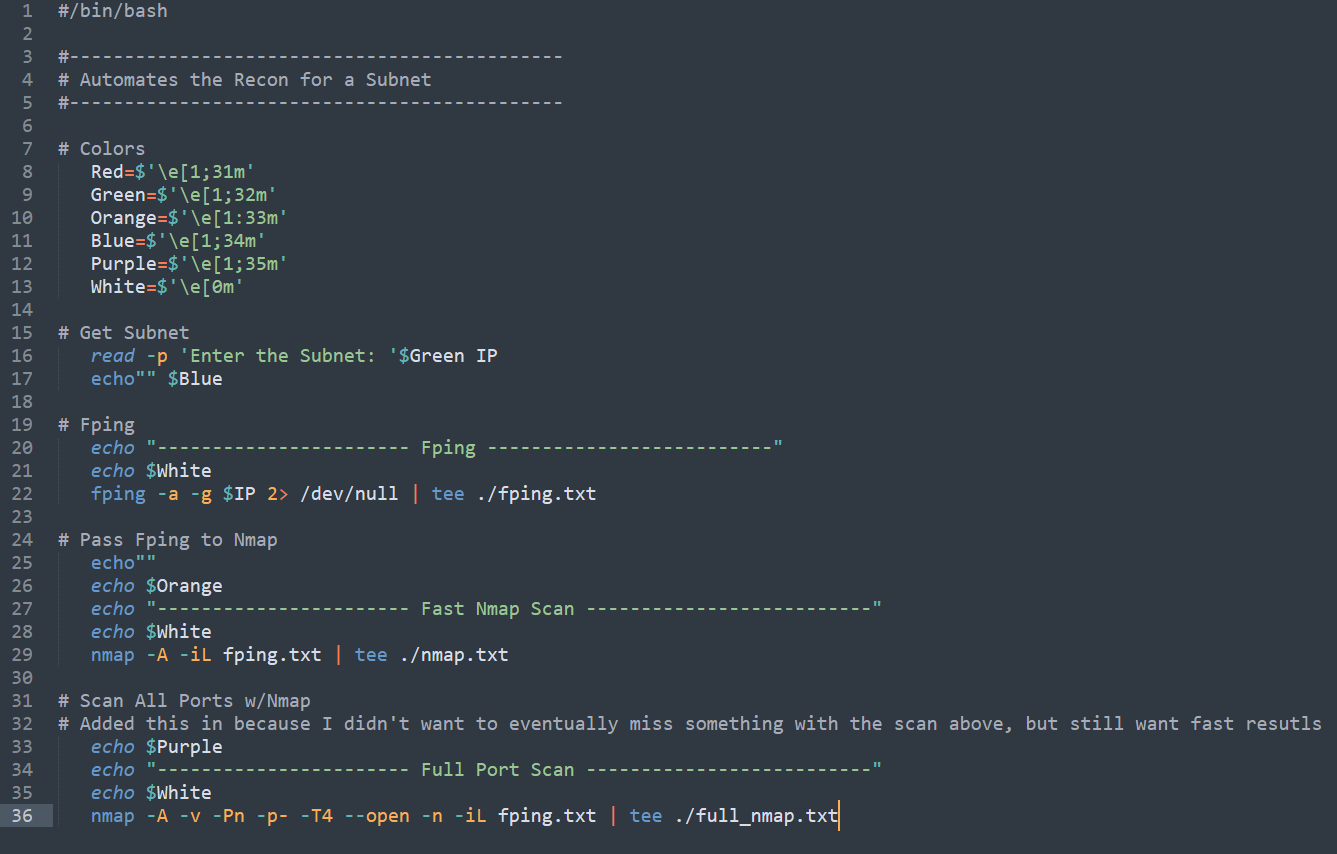 1 #/bin/bash
2
3 #---------------------------------------------
4 # Automates the Recon for a Subnet
5 #---------------------------------------------
6
7 # Colors
8    Red=$'\e[1;31m'
9    Green=$'\e[1;32m'
10    Orange=$'\e[1:33m'
11    Blue=$'\e[1;34m'
12    Purple=$'\e[1;35m'
13    White=$'\e[0m'
14
15 # Get Subnet
16    read -p 'Enter the Subnet: '$Green IP
17    echo"" $Blue
18
19 # Fping
20    echo "----------------------- Fping --------------------------"
21    echo $White
22    fping -a -g $IP 2> /dev/null | tee ./fping.txt
23
24 # Pass Fping to Nmap
25    echo""
26    echo $Orange
27    echo "----------------------- Fast Nmap Scan --------------------------"
28    echo $White
29    nmap -A -iL fping.txt | tee ./nmap.txt
30
31 # Scan All Ports w/Nmap
32 # Added this in because I didn't want to eventually miss something with the scan above, but still want fast resutls
33    echo $Purple
34    echo "----------------------- Full Port Scan --------------------------"
35    echo $White
36    nmap -A -v -Pn -p- -T4 --open -n -iL fping.txt | tee ./full_nmap.txt